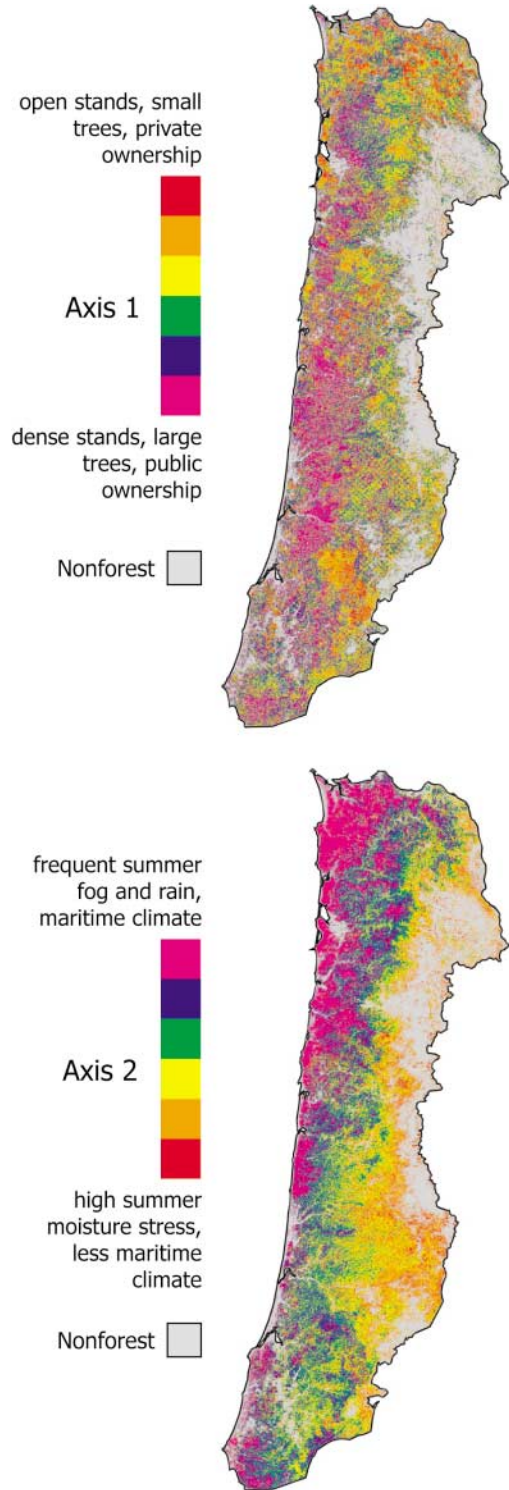 open stands, small
trees, private
ownership
Axis 1
dense stands, large
trees, public
ownership
Nonforest
frequent summer
fog and rain,
maritime climate
Axis 2
high summer
moisture stress,
less maritime
climate
Nonforest